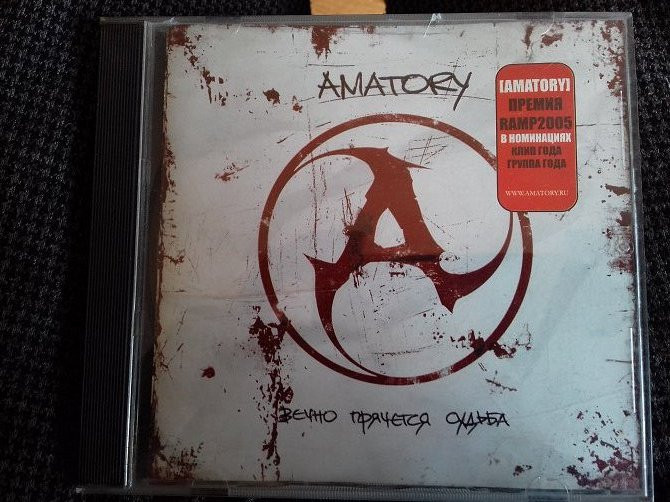 AMATORY
[AMATORY]
ПРЕМИЯ
RAMP2005
В НОМИНАЦИЯХ
КЛИП ГОДА
ГРУППА ГОДА
WWW.AMATORY.RU
A
ВЕЧНО ПРЯЧЕТСЯ СУДЬБА